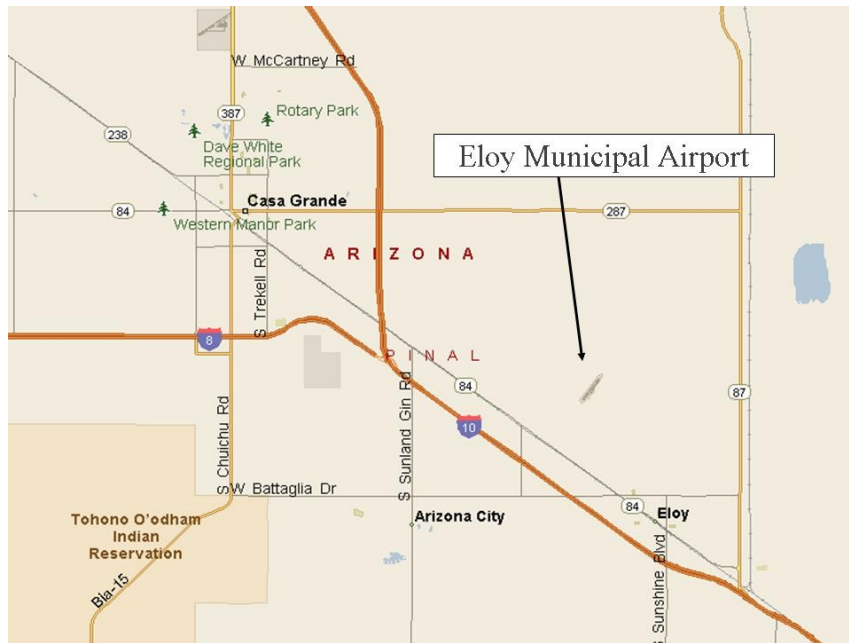 W McCartney Rd
387
Rotary Park
238
Dave White
Regional Park
Eloy Municipal Airport
84
Casa Grande
287
Western Manor Park
ARIZONA
S Trekell Rd
8
PINAL
84
87
S Sunland Gin Rd
10
S Chuichu Rd
W Battaglia Dr
84
Eloy
Arizona City
Tohono O'odham
Indian
Reservation
S Sunshine Blvd
BIa-15